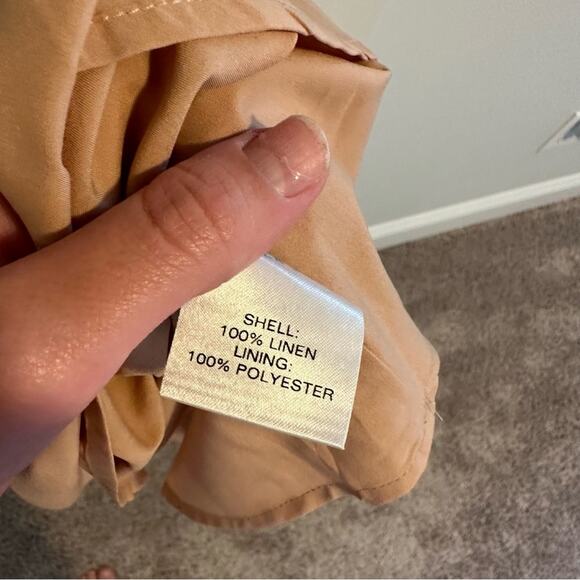 SHELL:
100% LINEN
LINING:
100% POLYESTER